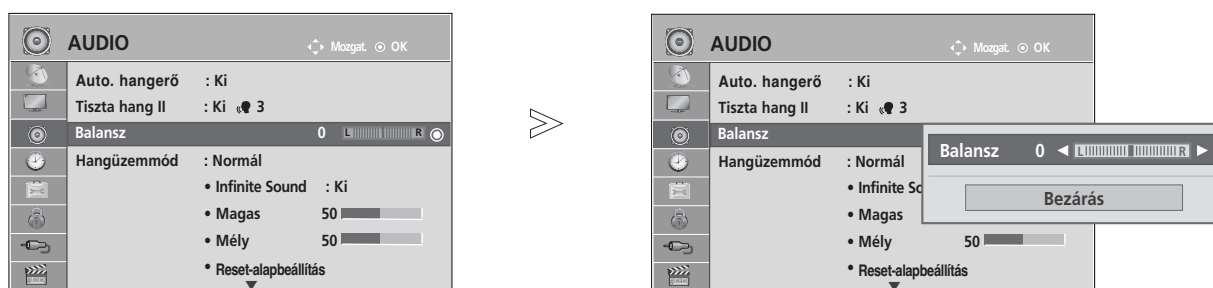 AUDIO Mozgat. OK
Auto. hangerő : Ki
Tiszta hang II : Ki 3
Balansz 0 L R
Hangüzemmód : Normál
• Infinite Sound : Ki
• Magas 50
• Mély 50
• Reset-alapbeállítás
AUDIO Mozgat. OK
Auto. hangerő : Ki
Tiszta hang II : Ki 3
Balansz
Hangüzemmód : Normál
• Infinite So
• Magas
• Mély 50
• Reset-alapbeállítás
Balansz 0 L R
Bezárás